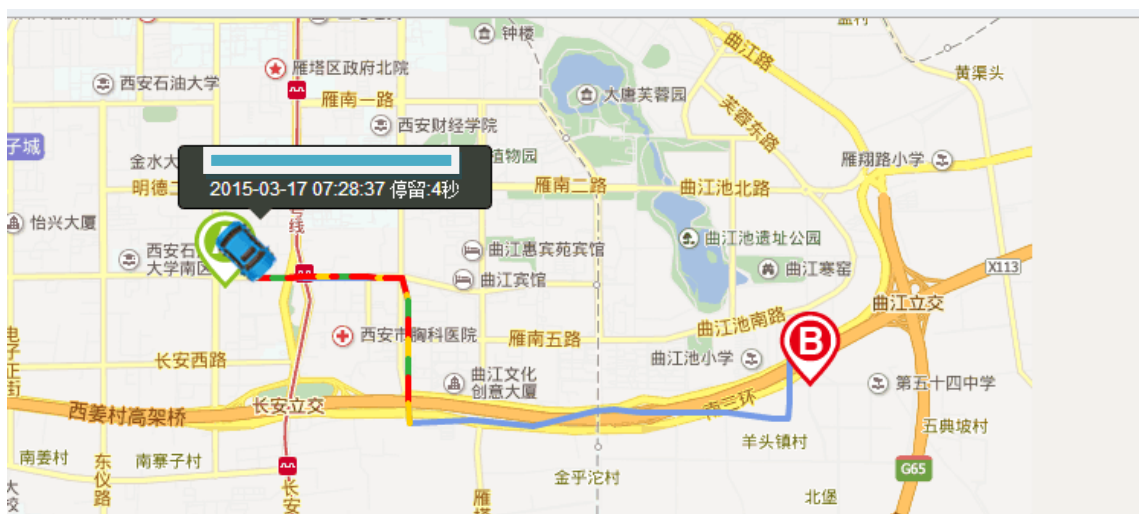 钟楼
曲江路
黄渠头
西安石油大学
雁塔区政府北院
雁南一路
大唐芙蓉园
芙蓉东路
西安财经学院
子城
金水大
植物园
雁翔路小学
明德二
2015-03-17 07:28:37 停留:4秒
雁南二路
曲江池北路
怡兴大厦
号线
西安石
大学南区
曲江惠宾苑宾馆
曲江池遗址公园
曲江宾馆
曲江寒窑
X113
曲江立交
电子正街
西安市胸科医院
雁南五路
曲江池南路
B
长安西路
曲江池小学
曲江文化
创意大厦
第五十四中学
西姜村高架桥
长安立交
南三环
五典坡村
羊头镇村
南姜村
东仪路
南寨子村
金乎沱村
G65
长安
雁塔
北堡